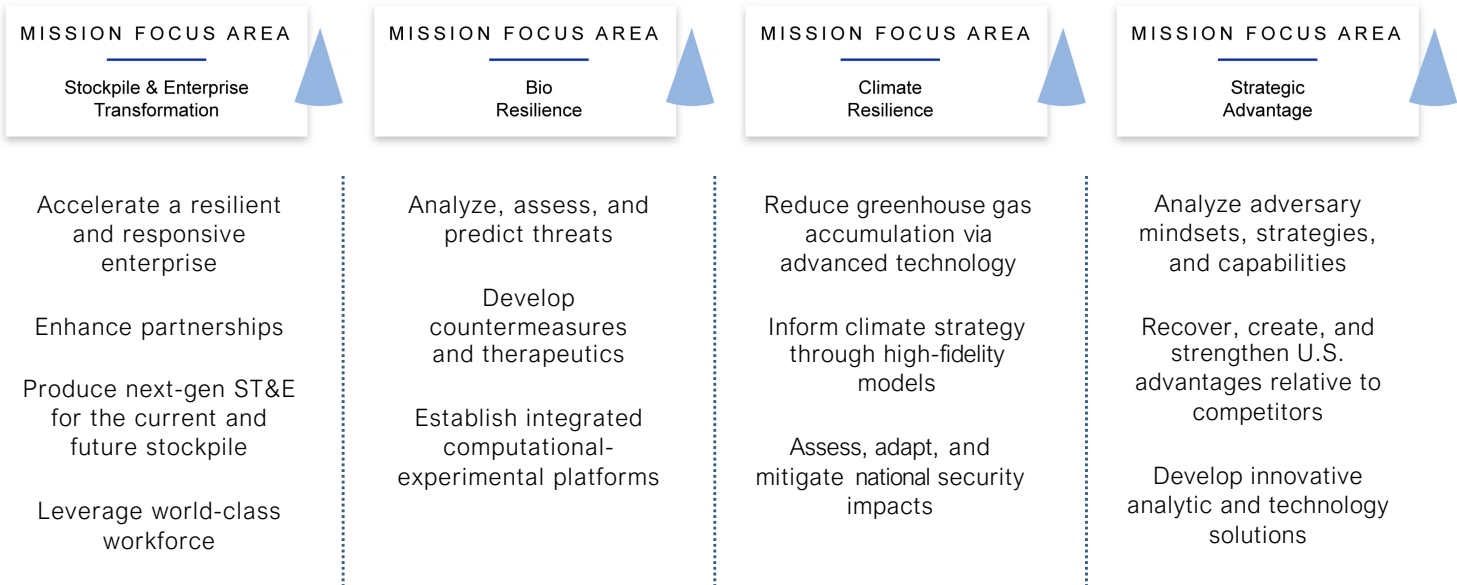 MISSION FOCUS AREA
Stockpile & Enterprise
Transformation
Accelerate a resilient
and responsive
enterprise
Enhance partnerships
Produce next-gen ST&E
for the current and
future stockpile
Leverage world-class
workforce
MISSION FOCUS AREA
Bio
Resilience
Analyze, assess, and
predict threats
Develop
countermeasures
and therapeutics
Establish integrated
computational-
experimental platforms
MISSION FOCUS AREA
Climate
Resilience
Reduce greenhouse gas
accumulation via
advanced technology
Inform climate strategy
through high-fidelity
models
Assess, adapt, and
mitigate national security
impacts
MISSION FOCUS AREA
Strategic
Advantage
Analyze adversary
mindsets, strategies,
and capabilities
Recover, create, and
strengthen U.S.
advantages relative to
competitors
Develop innovative
analytic and technology
solutions